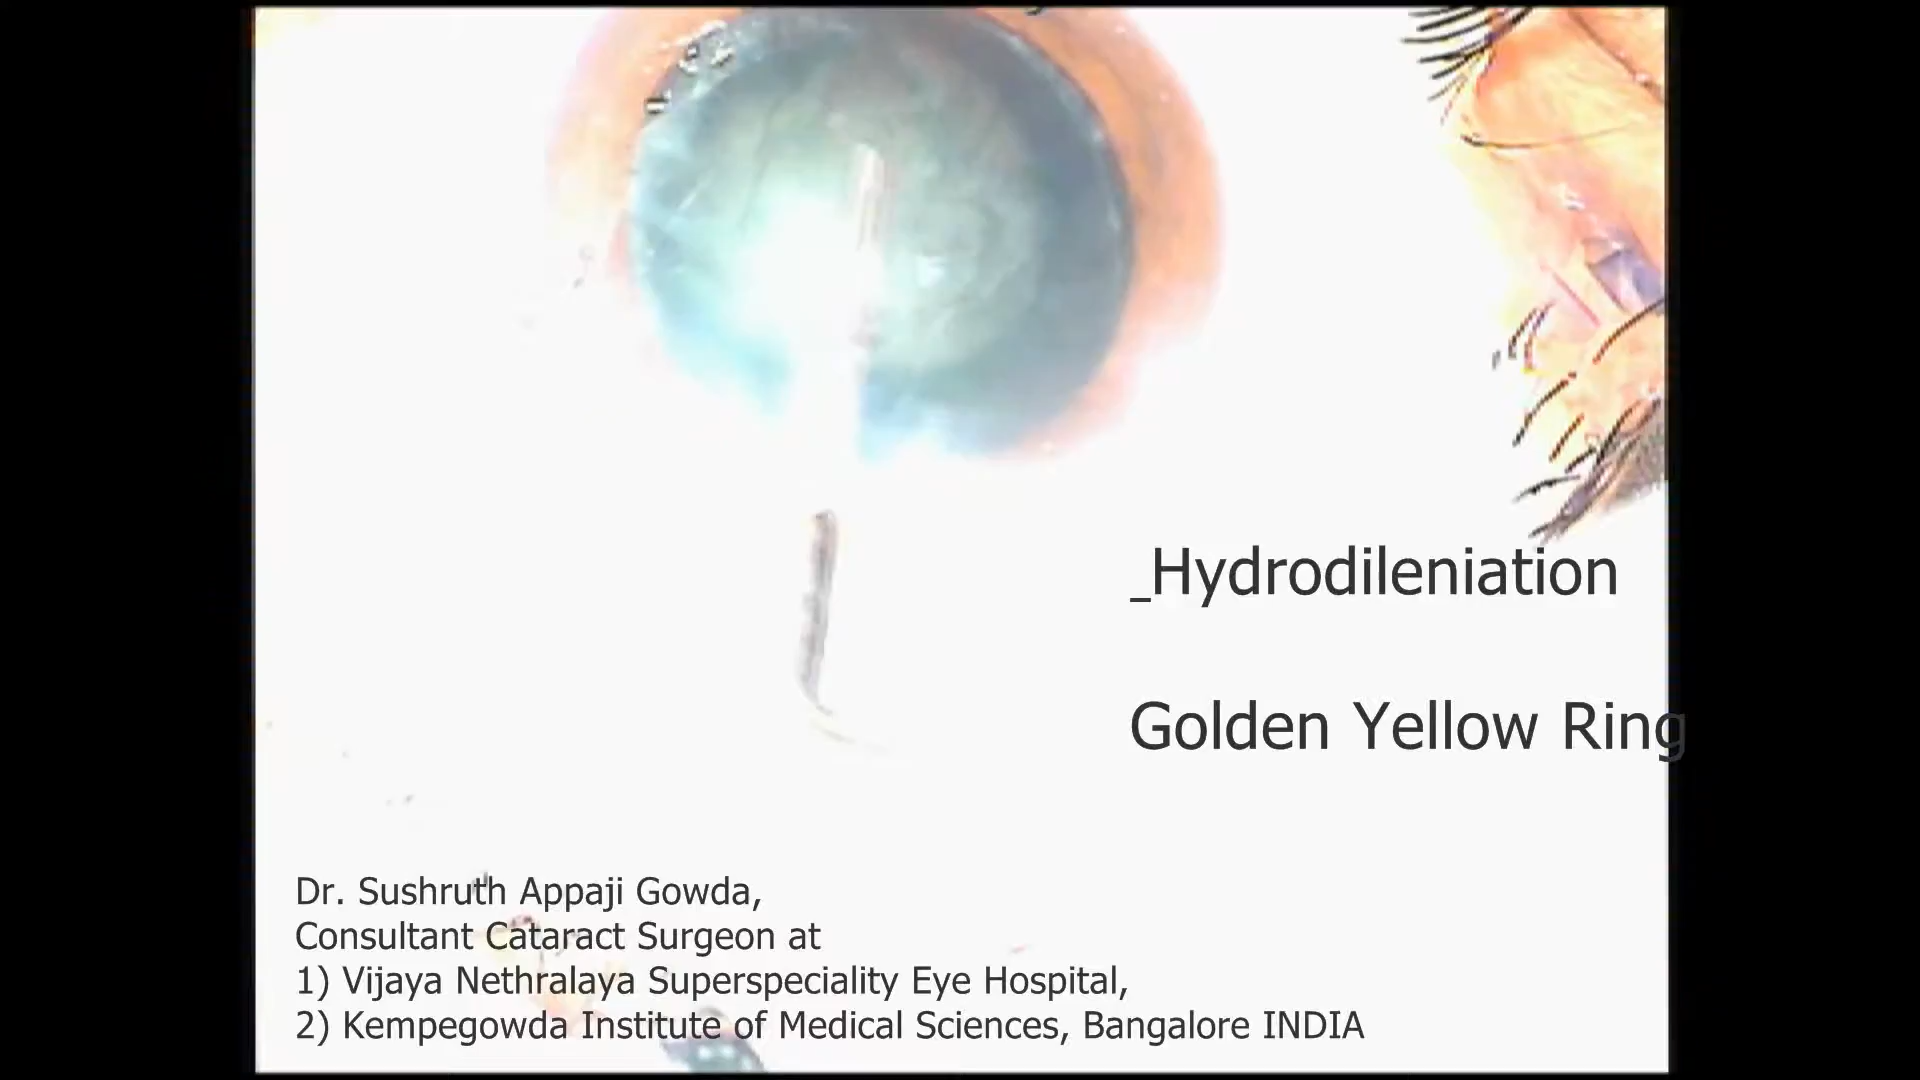 _Hydrodileniation
Golden Yellow Ring
Dr. Sushruth Appaji Gowda,
Consultant Cataract Surgeon at
1) Vijaya Nethralaya Superspeciality Eye Hospital,
2) Kempegowda Institute of Medical Sciences, Bangalore INDIA